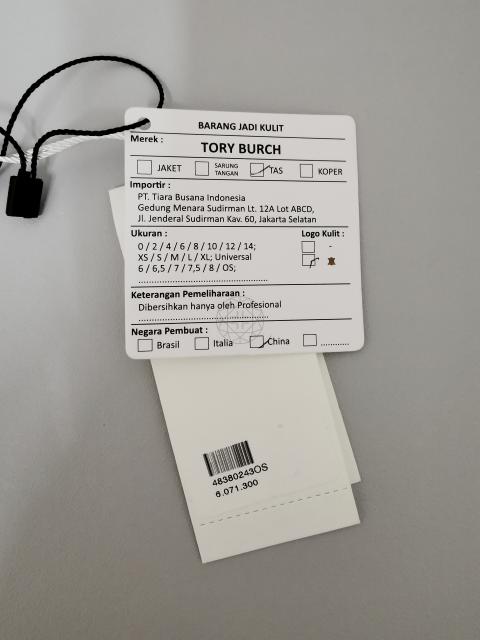 BARANG JADI KULIT
Merek :
TORY BURCH
JAKET SARUNG TANGAN TAS KOPER
Importir :
PT. Tiara Busana Indonesia
Gedung Menara Sudirman Lt. 12A Lot ABCD,
Jl. Jenderal Sudirman Kav. 60, Jakarta Selatan
Ukuran : Logo Kulit :
0 / 2 / 4 / 6 / 8 / 10 / 12 / 14; -
XS / S / M / L / XL; Universal
6 / 6,5 / 7 / 7,5 / 8 / OS;
........................................
Keterangan Pemeliharaan :
Dibersihkan hanya oleh Profesional
........................................
Negara Pembuat :
Brasil Italia China ............
48380243OS
6.071.300